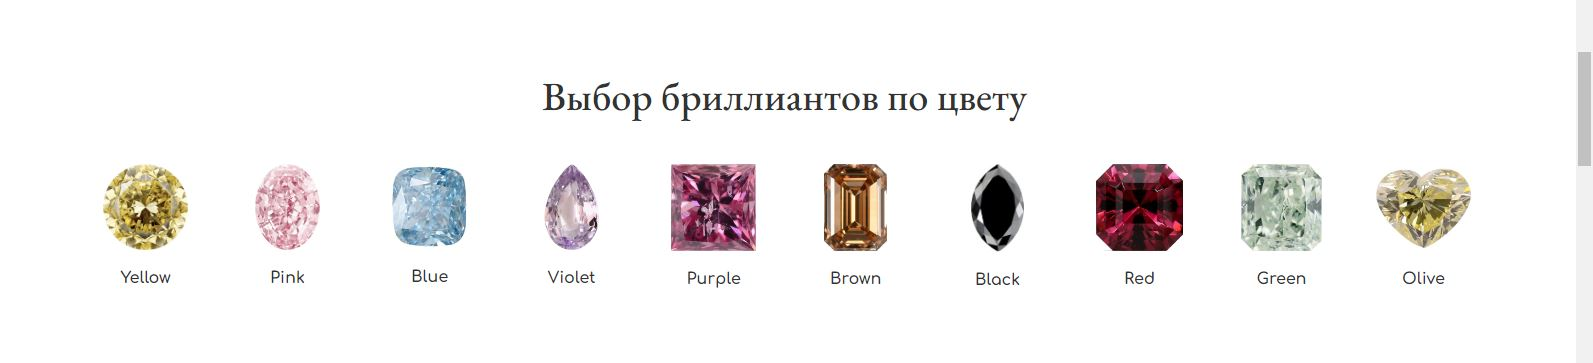 Выбор бриллиантов по цвету
Yellow Pink Blue Violet Purple Brown Black Red Green Olive